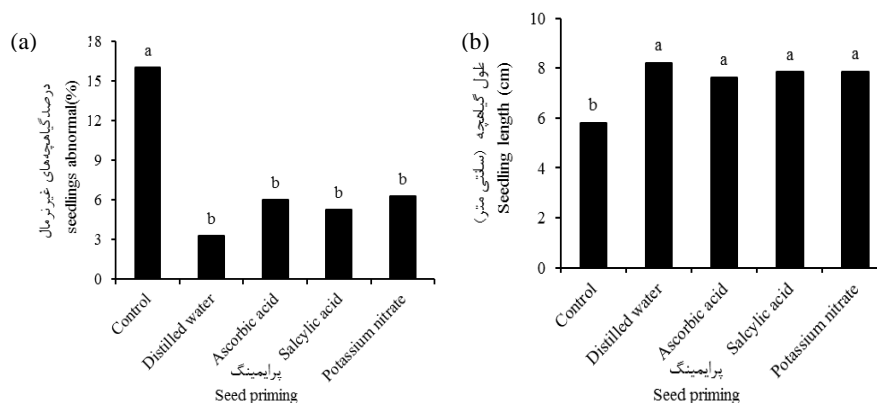 (a)
درصد گیاهچه‌های غیرنرمال
seedlings abnormal(%)
18
15
12
9
6
3
0
a
b
b
b
b
Control
Distilled water
Ascorbic acid
Salcylic acid
Potassium nitrate
پرایمینگ
Seed priming
(b)
طول گیاهچه (سانتی متر)
Seedling length (cm)
10
8
6
4
2
0
b
a
a
a
a
Control
Distilled water
Ascorbic acid
Salcylic acid
Potassium nitrate
پرایمینگ
Seed priming